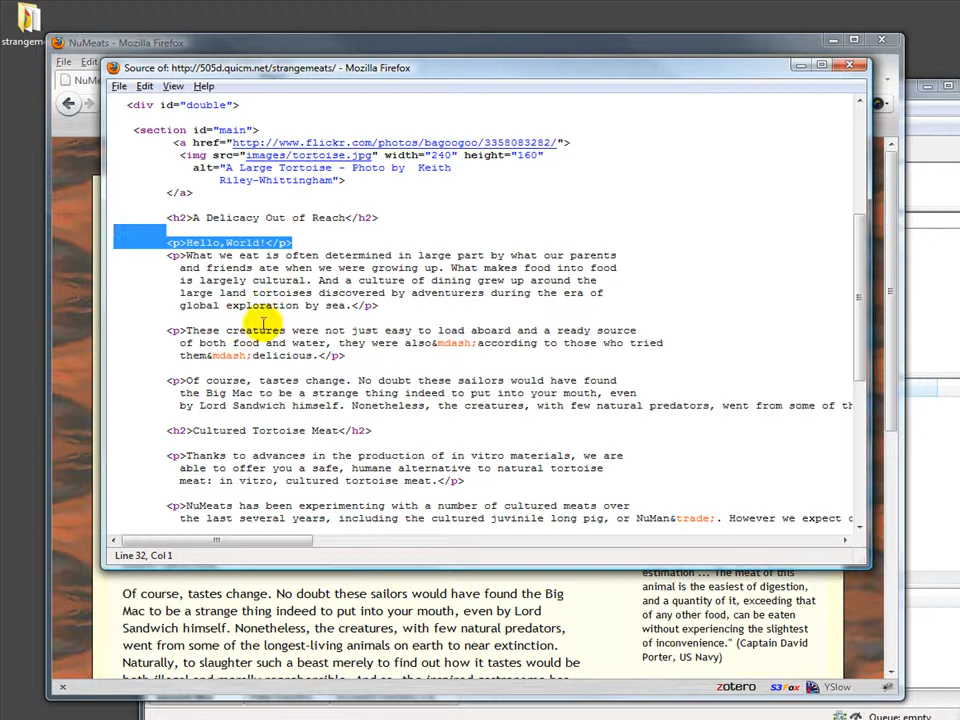 strangem
NuMeats - Mozilla Firefox
File
Ed
NuMe
Source of: http://505d.quicm.net/strangemeats/ - Mozilla Firefox
File Edit View Help
<div id="double">
<section id="main">
<a href="http://www.flickr.com/photos/bagoogoo/3358083282/">
<img src="images/tortoise.jpg" width="240" height="160"
alt="A Large Tortoise - Photo by  Keith
Riley-Whittingham">
</a>
<h2>A Delicacy Out of Reach</h2>
<p>Hello,World!</p>
<p>What we eat is often determined in large part by what our parents
and friends ate when we were growing up. What makes food into food
is largely cultural. And a culture of dining grew up around the
large land tortoises discovered by adventurers during the era of
global exploration by sea.</p>
<p>These creatures were not just easy to load aboard and a ready source
of both food and water, they were also&mdash;according to those who tried
them&mdash;delicious.</p>
<p>Of course, tastes change. No doubt these sailors would have found
the Big Mac to be a strange thing indeed to put into your mouth, even
by Lord Sandwich himself. Nonetheless, the creatures, with few natural predators, went from some of th
<h2>Cultured Tortoise Meat</h2>
<p>Thanks to advances in the production of in vitro materials, we are
able to offer you a safe, humane alternative to natural tortoise
meat: in vitro, cultured tortoise meat.</p>
<p>NuMeats has been experimenting with a number of cultured meats over
the last several years, including the cultured juvinile long pig, or NuMan&trade;. However we expect
Line 32, Col 1
Of course, tastes change. No doubt these sailors would have found the Big
Mac to be a strange thing indeed to put into your mouth, even by Lord
Sandwich himself. Nonetheless, the creatures, with few natural predators,
went from some of the longest-living animals on earth to near extinction.
Naturally, to slaughter such a beast merely to find out how it tastes would be
estimation ... The meat of this
animal is the easiest of digestion,
and a quantity of it, exceeding that
of any other food, can be eaten
without experiencing the slightest
of inconvenience." (Captain David
Porter, US Navy)
zotero S3Fox YSlow
Queue: empty